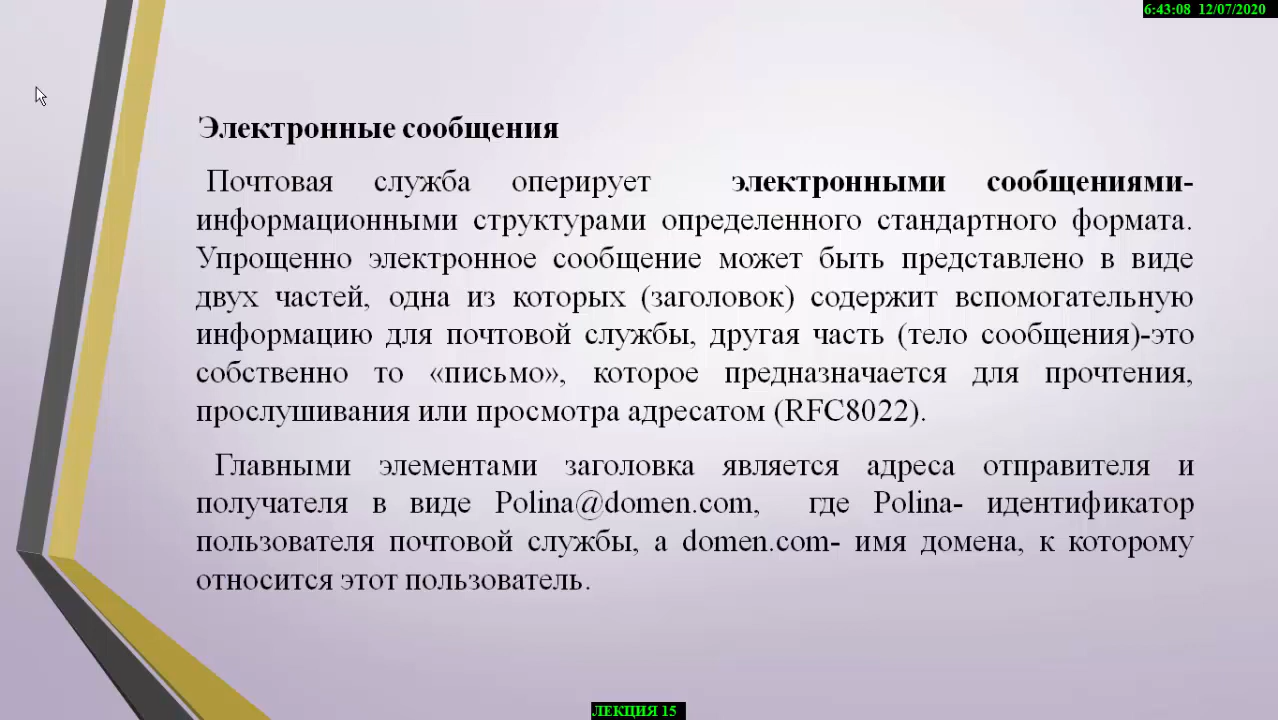 6:43:08 12/07/2020
Электронные сообщения
Почтовая служба оперирует электронными сообщениями-
информационными структурами определенного стандартного формата.
Упрощенно электронное сообщение может быть представлено в виде
двух частей, одна из которых (заголовок) содержит вспомогательную
информацию для почтовой службы, другая часть (тело сообщения)-это
собственно то «письмо», которое предназначается для прочтения,
прослушивания или просмотра адресатом (RFC8022).
Главными элементами заголовка является адреса отправителя и
получателя в виде Polina@domen.com, где Polina- идентификатор
пользователя почтовой службы, а domen.com- имя домена, к которому
относится этот пользователь.
ЛЕКЦИЯ 15